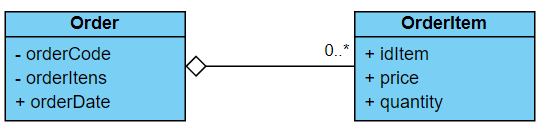 Order
- orderCode
- orderItens
+ orderDate
0..*
OrderItem
+ idItem
+ price
+ quantity